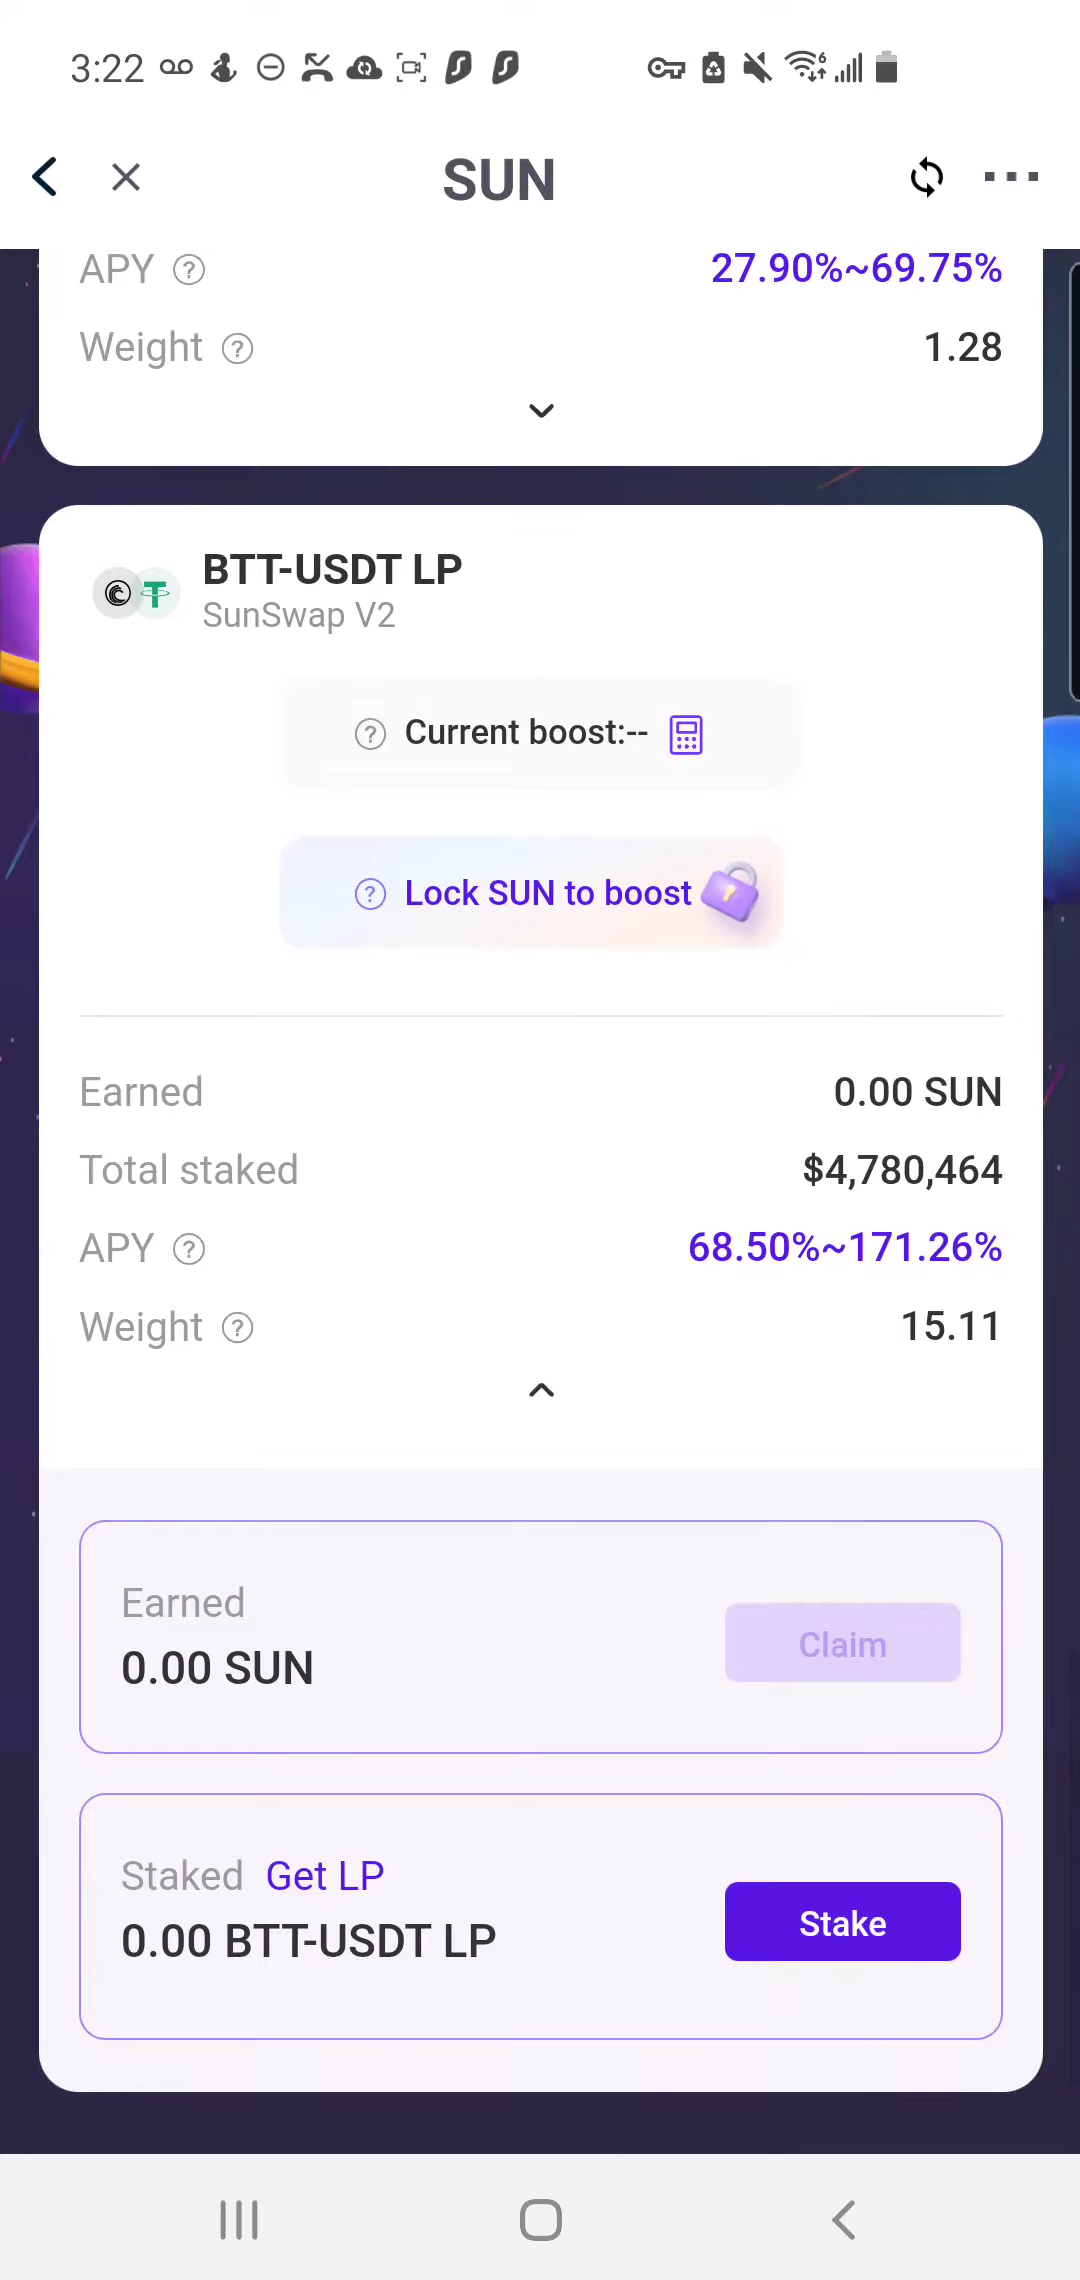 3:22
SUN
APY ?
27.90%~69.75%
Weight ?
1.28
BTT-USDT LP
SunSwap V2
? Current boost:--
? Lock SUN to boost
Earned
0.00 SUN
Total staked
$4,780,464
APY ?
68.50%~171.26%
Weight ?
15.11
Earned
0.00 SUN
Claim
Staked Get LP
0.00 BTT-USDT LP
Stake